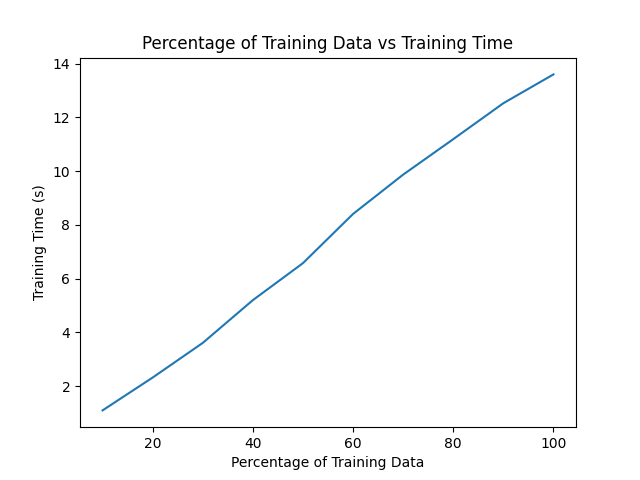 Percentage of Training Data vs Training Time
14
12
10
8
6
4
2
Training Time (s)
20 40 60 80 100
Percentage of Training Data